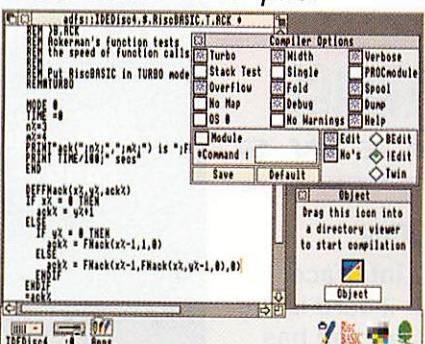 adfs::IDEDisc4.$.RiscBASIC.T.ACK *
REM >B.ACK
REM Ackerman's function tests
REM the speed of function calls
REM Put RiscBASIC in TURBO mode
REM@TURBO
MODE 0
TIME =0
n%=3
m%=4
PRINT"ack(";n%;",";m%;") is ";F
PRINT TIME/100;" secs"
END
DEFFNack(x%,y%,ack%)
IF x% = 0 THEN
ack% = y%+1
ELSE
IF y% = 0 THEN
ack% = FNack(x%-1,1,0)
ELSE
ack% = FNack(x%-1,FNack(x%,y%-1,0),0)
ENDIF
ENDIF
=ack%
Compiler Options
Turbo Width Verbose
Stack Test Single PROCmodule
Overflow Fold Spool
No Map Debug Dump
OS 0 No Warnings Help
Module Edit BEdit
*Command : No's !Edit
Twin
Save Default
Object
Drag this icon into
a directory viewer
to start compilation
Object
IDEDisc4 :0 Apps
RISC BASIC